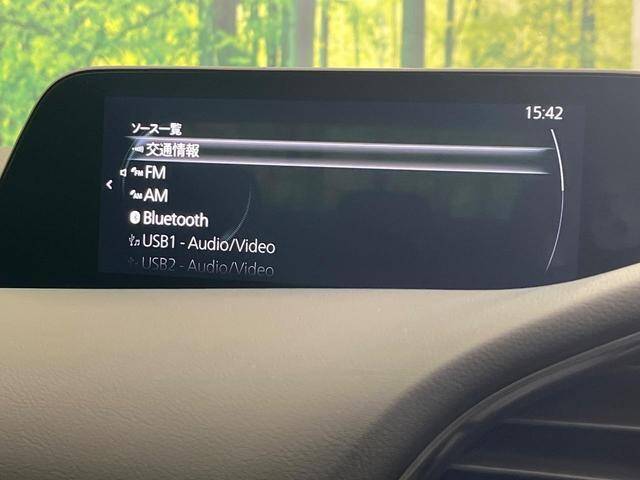 15:42
ソース一覧
交通情報
FM
AM
Bluetooth
USB1 - Audio/Video
USB2 - Audio/Video